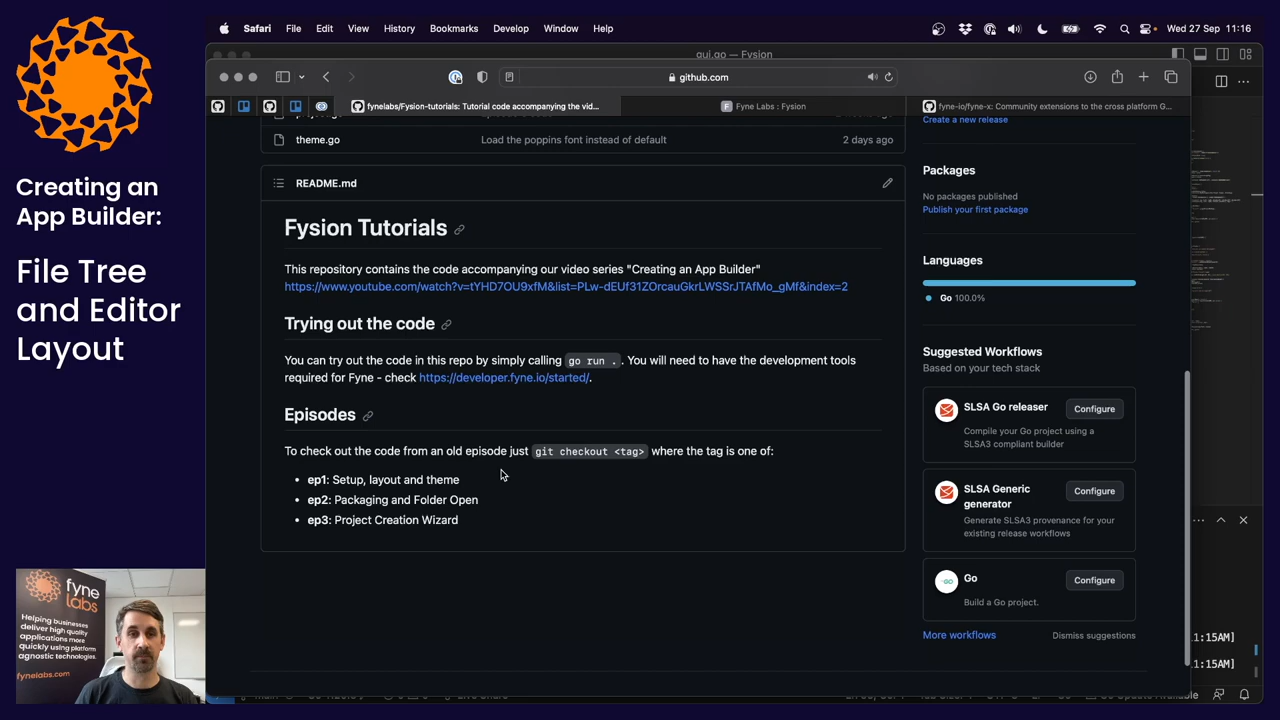 Safari File Edit View History Bookmarks Develop Window Help
Wed 27 Sep 11:16
gui.go — Fysion
github.com
fynelabs/Fysion-tutorials: Tutorial code accompanying the vid...
Fyne Labs : Fysion
fyne-io/fyne-x: Community extensions to the cross platform G...
Creating an
App Builder:
File Tree
and Editor
Layout
theme.go
Load the poppins font instead of default
2 days ago
README.md
Fysion Tutorials
This repository contains the code accompanying our video series "Creating an App Builder"
Trying out the code
You can try out the code in this repo by simply calling go run . . You will need to have the development tools
required for Fyne - check https://developer.fyne.io/started/.
Episodes
To check out the code from an old episode just git checkout <tag> where the tag is one of:
• ep1: Setup, layout and theme
• ep2: Packaging and Folder Open
• ep3: Project Creation Wizard
Create a new release
Packages
No packages published
Publish your first package
Languages
Go 100.0%
Suggested Workflows
Based on your tech stack
SLSA Go releaser
Configure
Compile your Go project using a
SLSA3 compliant builder
SLSA Generic
generator
Configure
Generate SLSA3 provenance for your
existing release workflows
Go
Configure
Build a Go project.
More workflows
Dismiss suggestions
1:15AM]
1:15AM]
fyne
labs
Helping businesses
deliver high quality
applications more
quickly using platform
agnostic technologies.
fynelabs.com